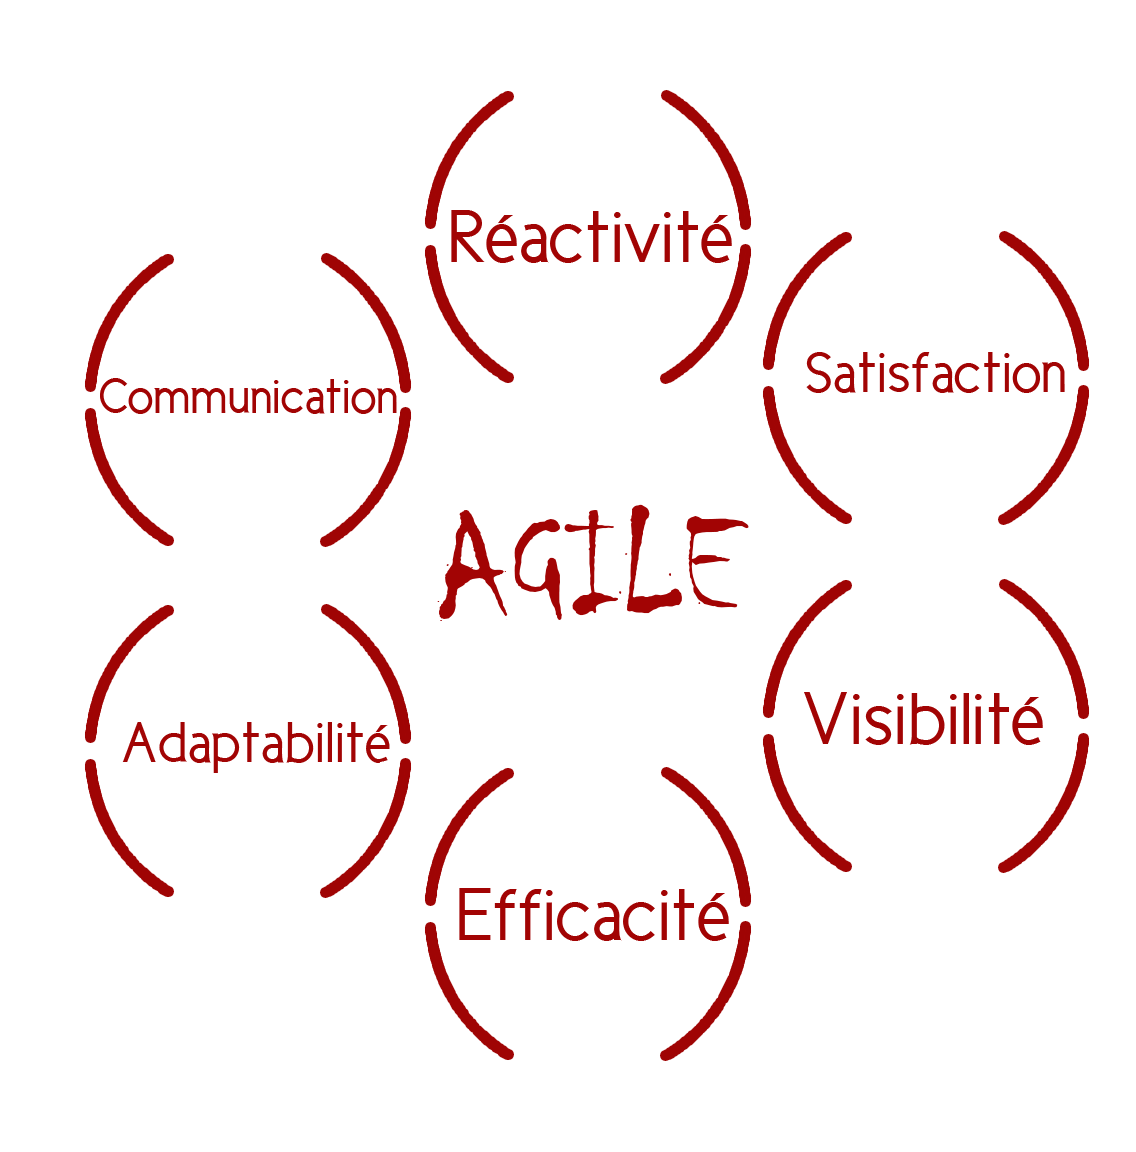 Réactivité
Satisfaction
Communication
AGILE
Visibilité
Adaptabilité
Efficacité